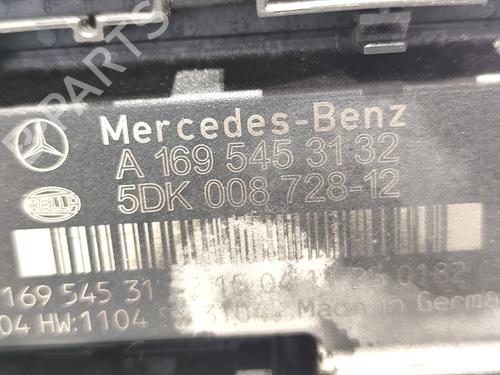 B-PARTS
Mercedes-Benz
A 169 545 31 32
HELLA
5DK 008 728-12
169 545 31
0182
04 HW:1104
Made in Germa